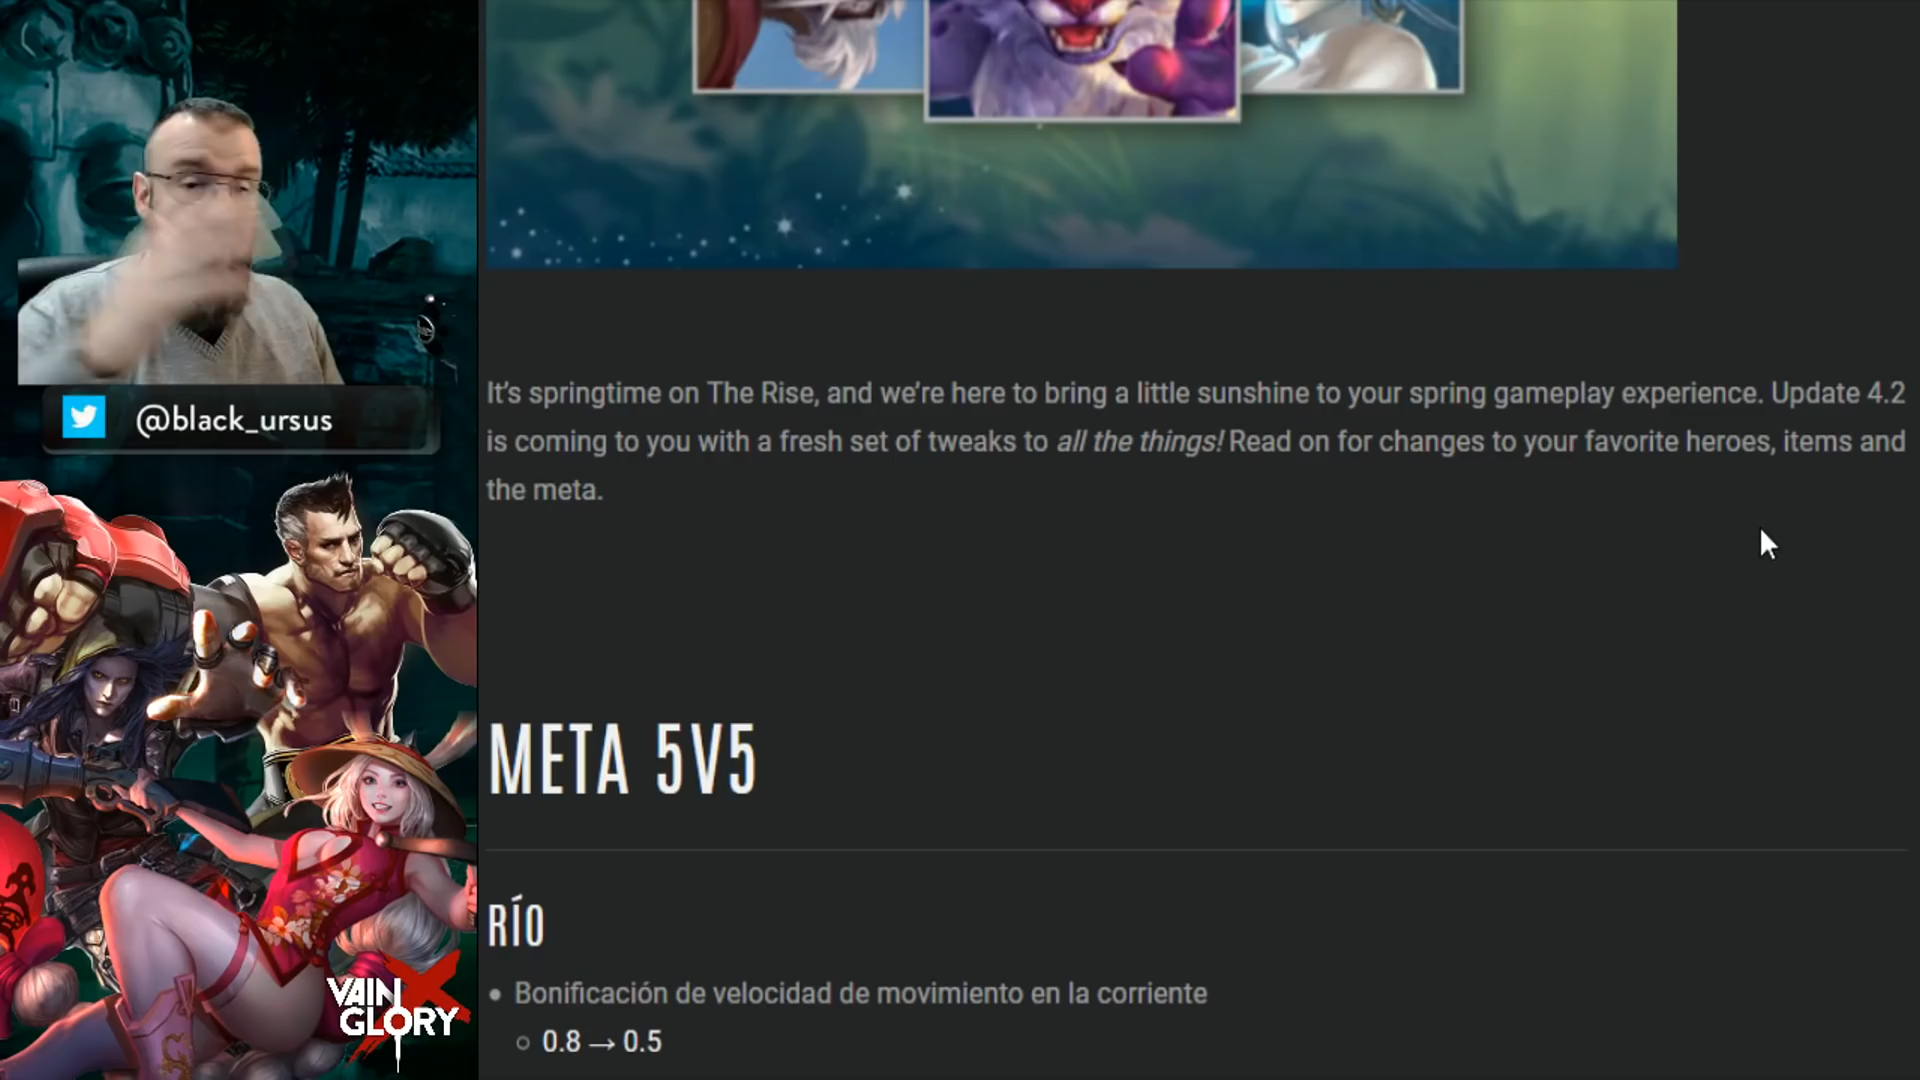 @black_ursus
It’s springtime on The Rise, and we’re here to bring a little sunshine to your spring gameplay experience. Update 4.2
is coming to you with a fresh set of tweaks to all the things! Read on for changes to your favorite heroes, items and
the meta.
META 5V5
RÍO
• Bonificación de velocidad de movimiento en la corriente
○ 0.8 → 0.5
VAIN
GLORY